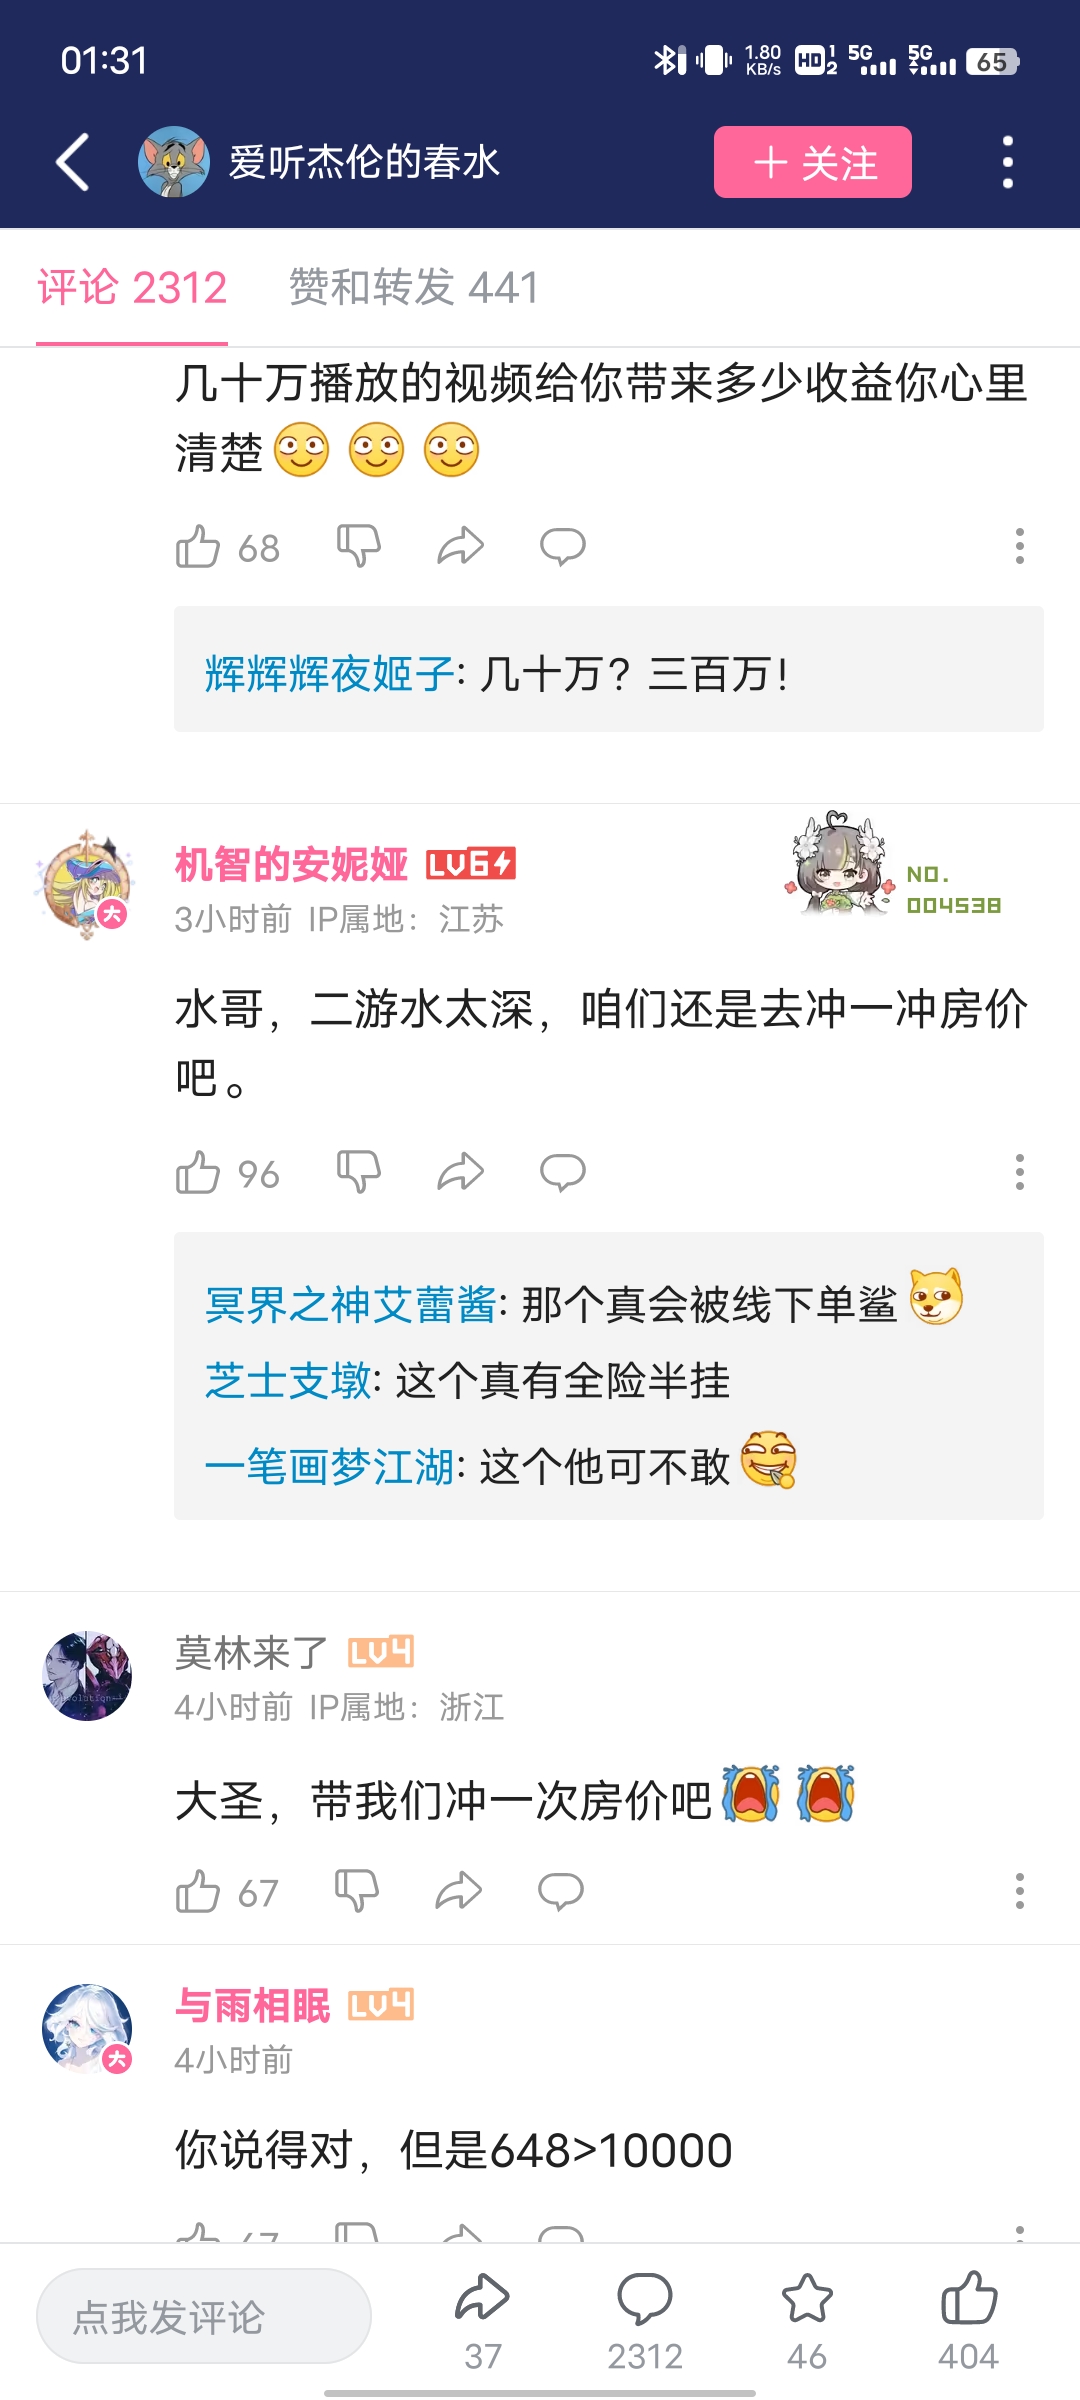 01:31
1.80 KB/s HD 1 2 5G 5G 65
爱听杰伦的春水
+ 关注
评论 2312 赞和转发 441
几十万播放的视频给你带来多少收益你心里
清楚
68
辉辉辉夜姬子: 几十万？三百万！
机智的安妮娅 LV6
NO.
004538
大
3小时前 IP属地：江苏
水哥，二游水太深，咱们还是去冲一冲房价
吧。
96
冥界之神艾蕾酱: 那个真会被线下单鲨
芝士支墩: 这个真有全险半挂
一笔画梦江湖: 这个他可不敢
莫林来了 LV4
4小时前 IP属地：浙江
大圣，带我们冲一次房价吧
67
与雨相眠 LV4
大
4小时前
你说得对，但是648>10000
67
点我发评论
37 2312 46 404